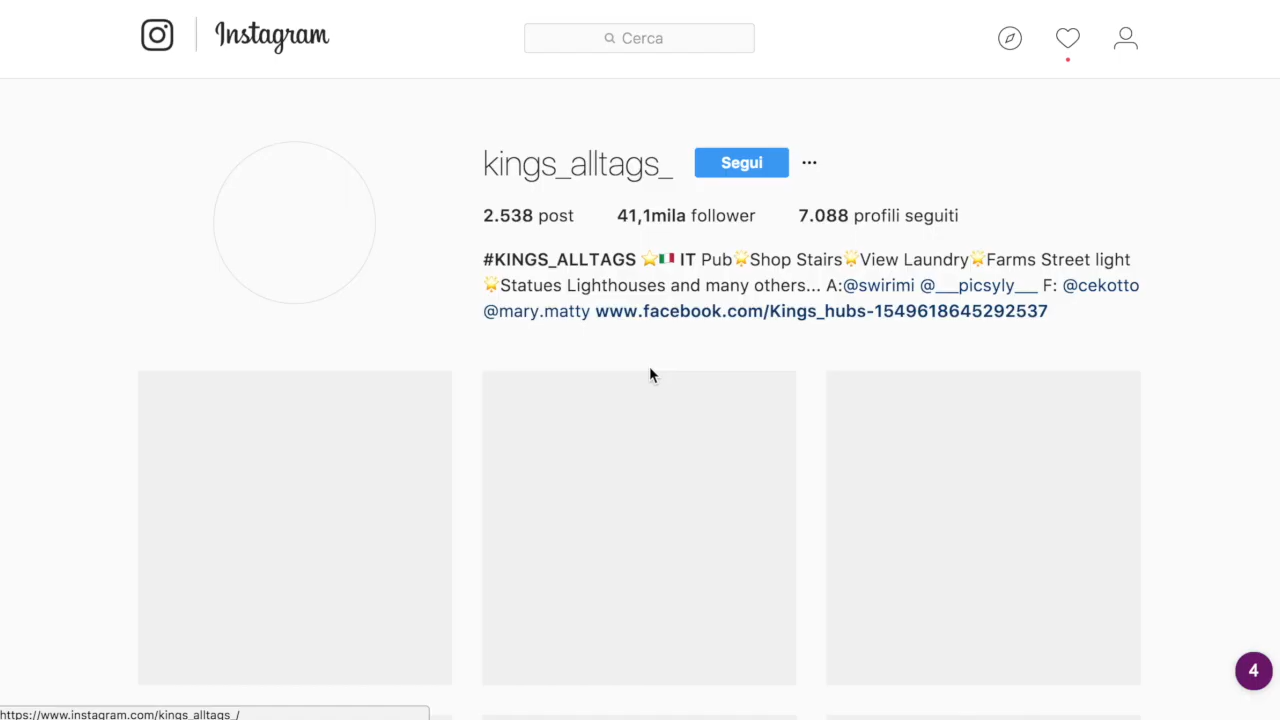 Instagram
Cerca
kings_alltags_ Segui ...
2.538 post 41,1mila follower 7.088 profili seguiti
#KINGS_ALLTAGS ⭐🇮🇹 IT Pub🌟Shop Stairs🌟View Laundry🌟Farms Street light
🌟Statues Lighthouses and many others... A:@swirimi @___picsyly___ F: @cekotto
@mary.matty www.facebook.com/Kings_hubs-1549618645292537
4
https://www.instagram.com/kings_alltags_/